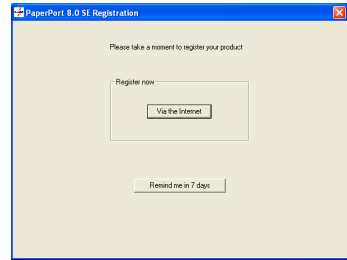 PaperPort 8.0 SE Registration
Please take a moment to register your product
Register now
Via the Internet
Remind me in 7 days